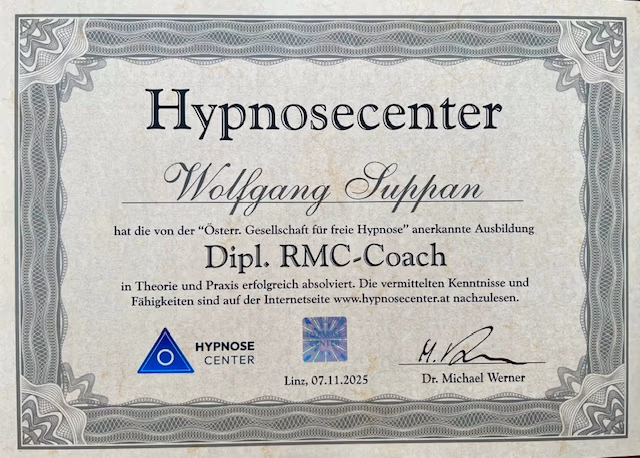 Hypnosecenter
Wolfgang Suppan
hat die von der "Österr. Gesellschaft für freie Hypnose" anerkannte Ausbildung
Dipl. RMC-Coach
in Theorie und Praxis erfolgreich absolviert. Die vermittelten Kenntnisse und
Fähigkeiten sind auf der Internetseite www.hypnosecenter.at nachzulesen.
HYPNOSE
CENTER
Linz, 07.11.2025
Dr. Michael Werner